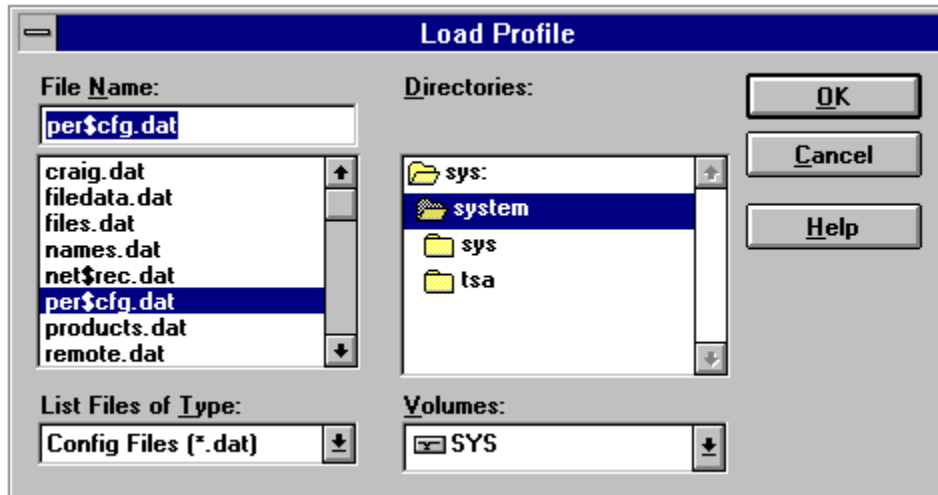 Load Profile
File Name:
per$cfg.dat
craig.dat
filedata.dat
files.dat
names.dat
net$rec.dat
per$cfg.dat
products.dat
remote.dat
List Files of Type:
Config Files (*.dat)
Directories:
sys:
system
sys
tsa
Volumes:
SYS
OK
Cancel
Help